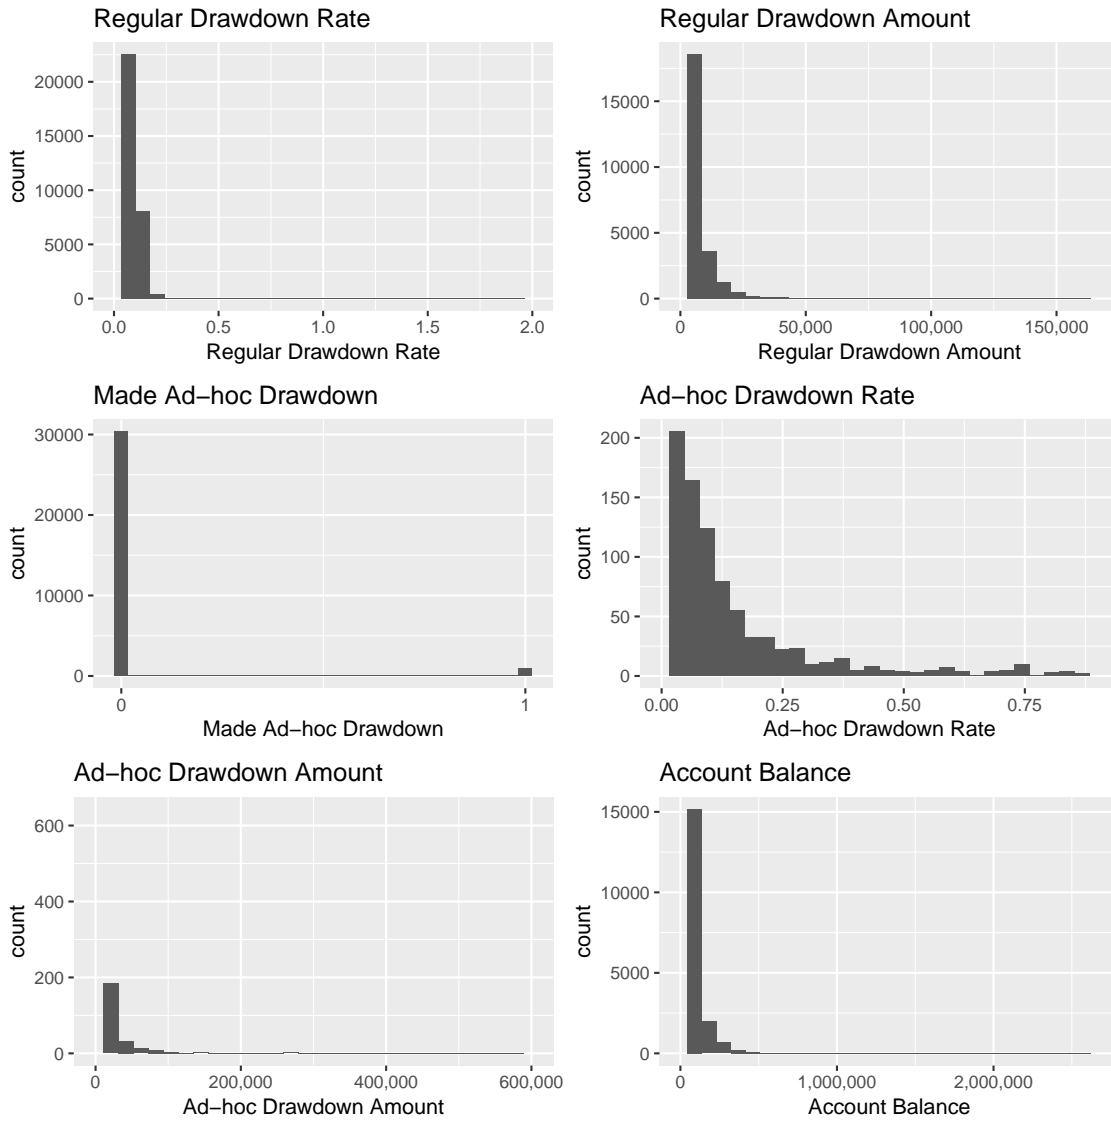 Regular Drawdown Rate
count
20000
15000
10000
5000
0
0.0 0.5 1.0 1.5 2.0
Regular Drawdown Rate
Regular Drawdown Amount
count
15000
10000
5000
0
0 50,000 100,000 150,000
Regular Drawdown Amount
Made Ad−hoc Drawdown
count
30000
20000
10000
0
0 1
Made Ad−hoc Drawdown
Ad−hoc Drawdown Rate
count
200
150
100
50
0
0.00 0.25 0.50 0.75
Ad−hoc Drawdown Rate
Ad−hoc Drawdown Amount
count
600
400
200
0
0 200,000 400,000 600,000
Ad−hoc Drawdown Amount
Account Balance
count
15000
10000
5000
0
0 1,000,000 2,000,000
Account Balance